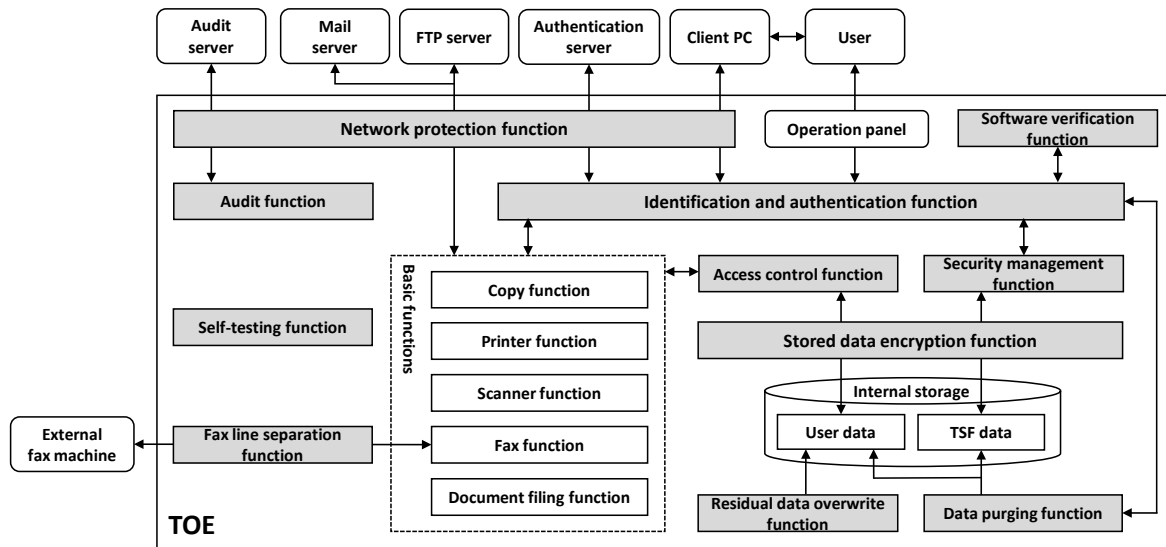 Audit
server
Mail
server
FTP server
Authentication
server
Client PC
User
Network protection function
Operation panel
Software verification
function
Audit function
Identification and authentication function
Basic functions
Copy function
Access control function
Security management
function
Self-testing function
Printer function
Stored data encryption function
Scanner function
Internal storage
External
fax machine
Fax line separation
function
Fax function
User data
TSF data
Document filing function
Residual data overwrite
function
Data purging function
TOE